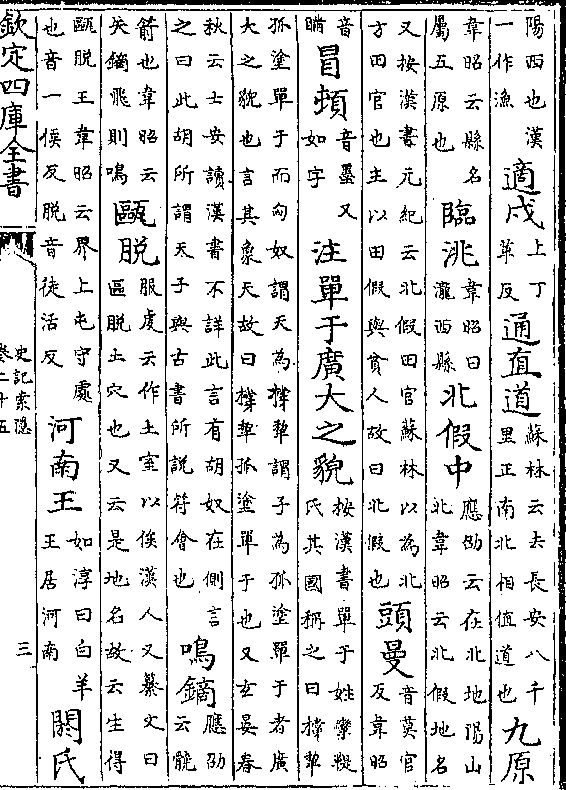 陽西也漢一作漁適戍上丁革反通直道蘇林云去長安八千里正南北相值道也九原
韋昭云縣名屬五原也臨洮韋昭曰隴西縣北假中應劭云在北地陽山北韋昭云北假地名
又按漢書元紀云北假田官蘇林以為北方田官也主以田假與貧人故曰北假也頭曼音莫官反韋昭
音瞞冒頓音墨又如字注單于廣大之貌按漢書單于姓攣鞮氏其國稱之曰撐犂
孤塗單于而匈奴謂天為撐犂謂子為孤塗單于者廣大之貌也言其象天故曰撐犂孤塗單于也又玄晏春
秋云士安讀漢書不詳此言有胡奴在側言之曰此胡所謂天子與古書所說符會也鳴鏑應劭云髐
箭也韋昭云矢鏑飛則鳴甌脫服虔云作土室以俟漢人又纂文曰區脫土穴也又云是地名故云生得
甌脫王韋昭云界上屯守處也音一侯反脫音徒活反河南王如淳曰白羊王居河南閼氏
欽定四庫全書
史記索隱
卷二十五
三